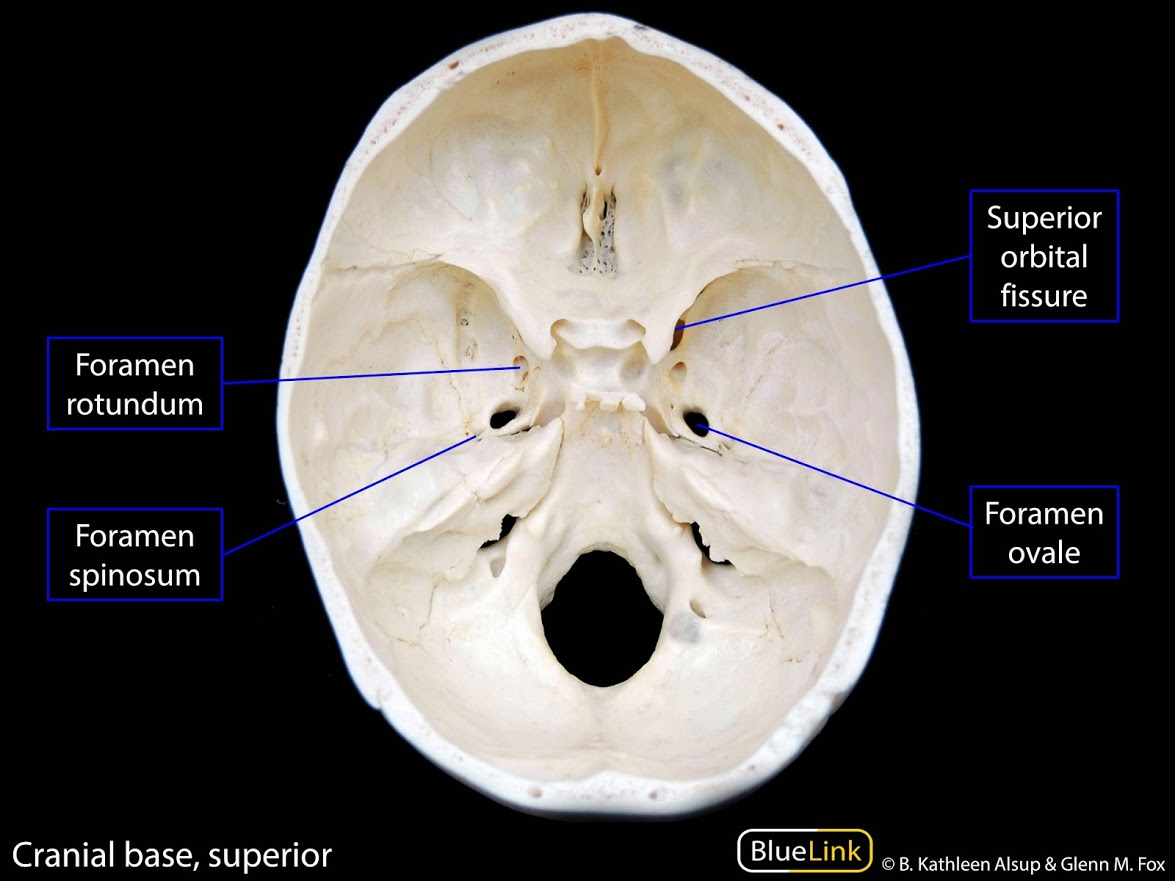 Superior
orbital
fissure
Foramen
rotundum
Foramen
ovale
Foramen
spinosum
Cranial base, superior
BlueLink
© B. Kathleen Alsup & Glenn M. Fox